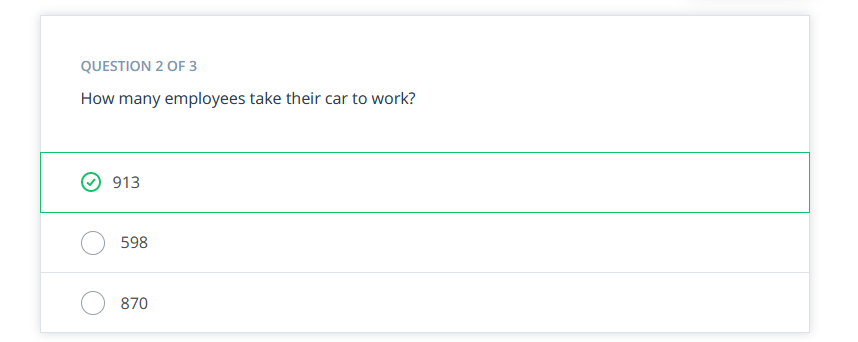 QUESTION 2 OF 3
How many employees take their car to work?
913
598
870